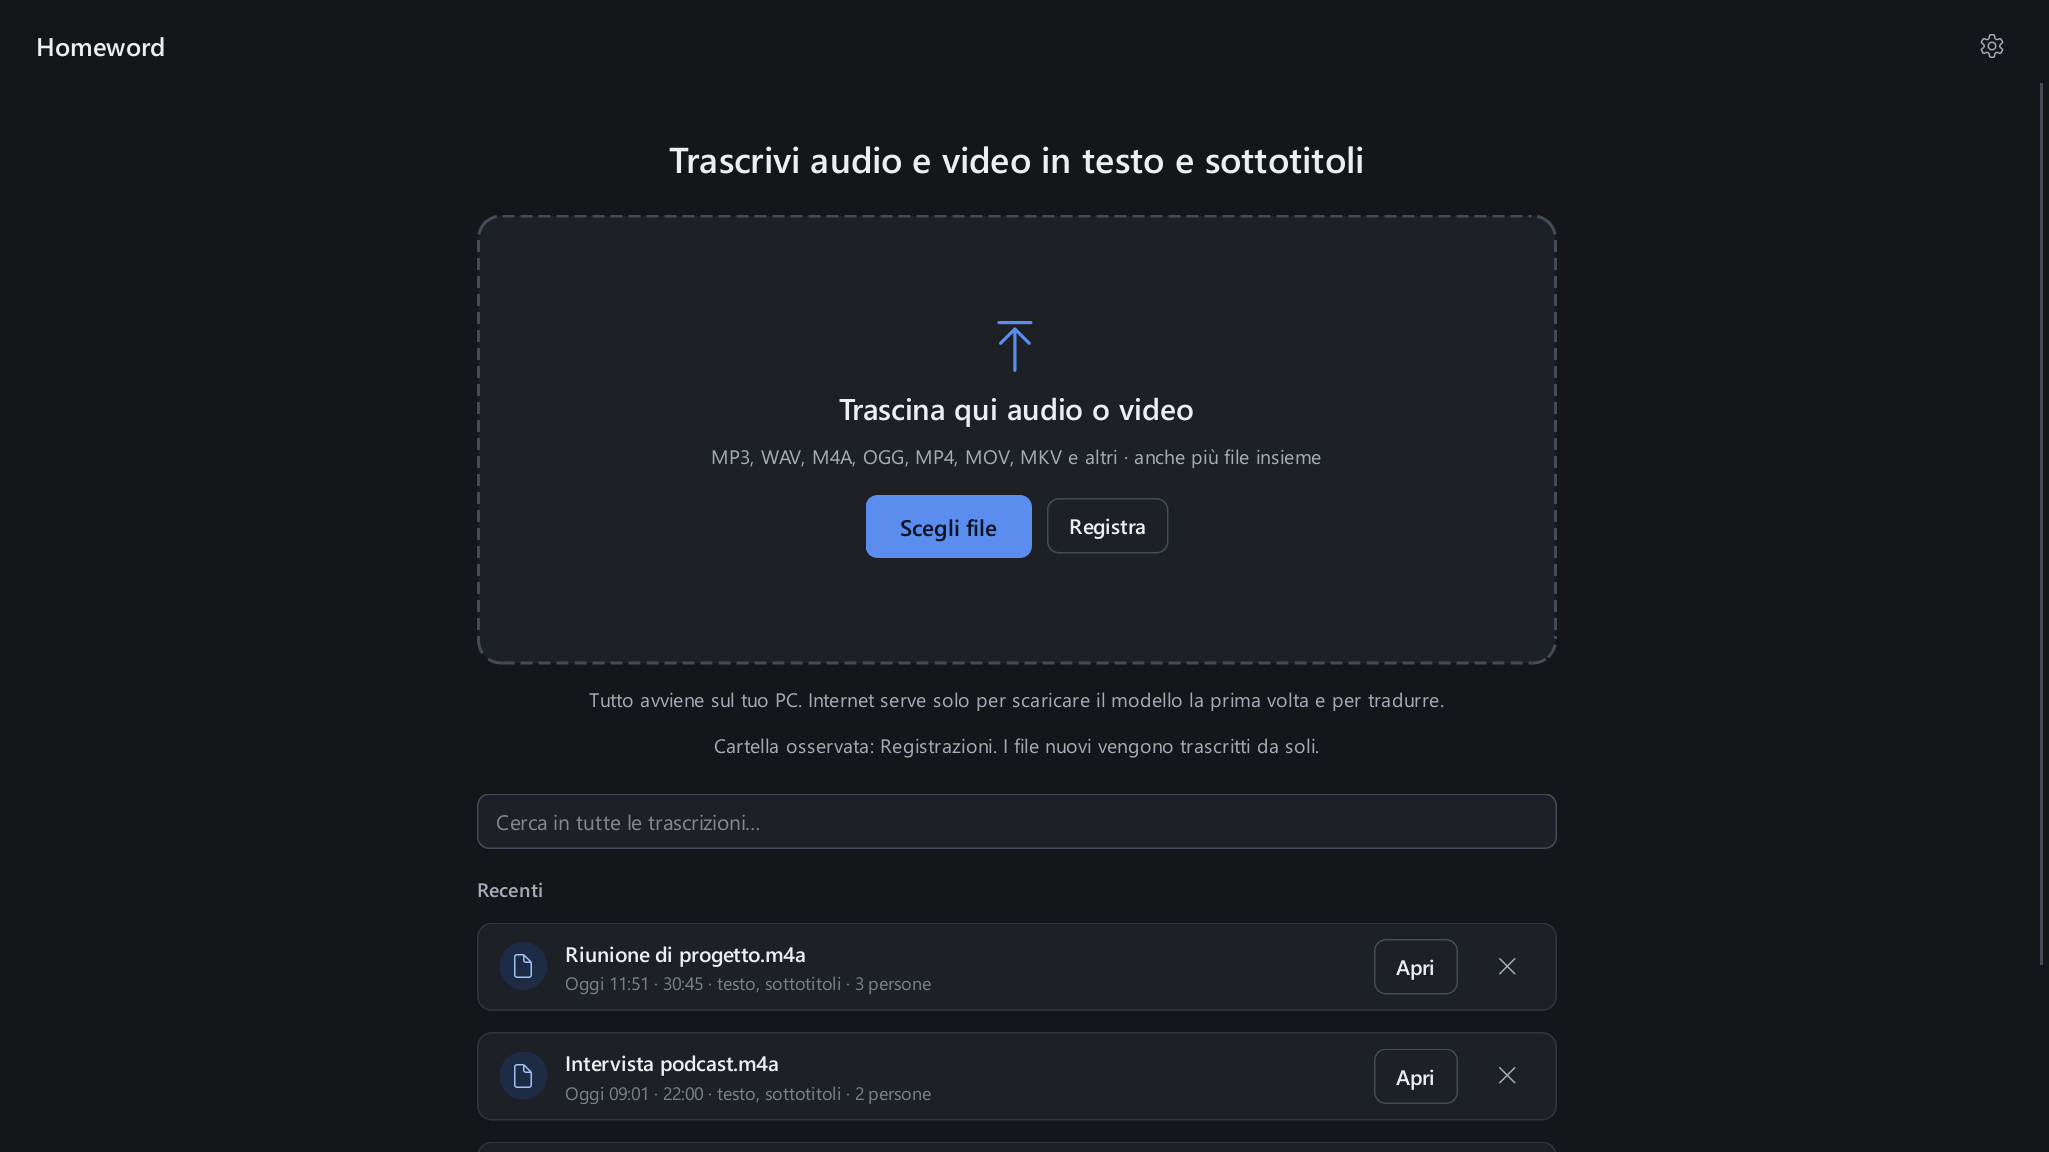 Homeword
Trascrivi audio e video in testo e sottotitoli
Trascina qui audio o video
MP3, WAV, M4A, OGG, MP4, MOV, MKV e altri · anche più file insieme
Scegli file
Registra
Tutto avviene sul tuo PC. Internet serve solo per scaricare il modello la prima volta e per tradurre.
Cartella osservata: Registrazioni. I file nuovi vengono trascritti da soli.
Cerca in tutte le trascrizioni...
Recenti
Riunione di progetto.m4a
Oggi 11:51 · 30:45 · testo, sottotitoli · 3 persone
Apri
Intervista podcast.m4a
Oggi 09:01 · 22:00 · testo, sottotitoli · 2 persone
Apri